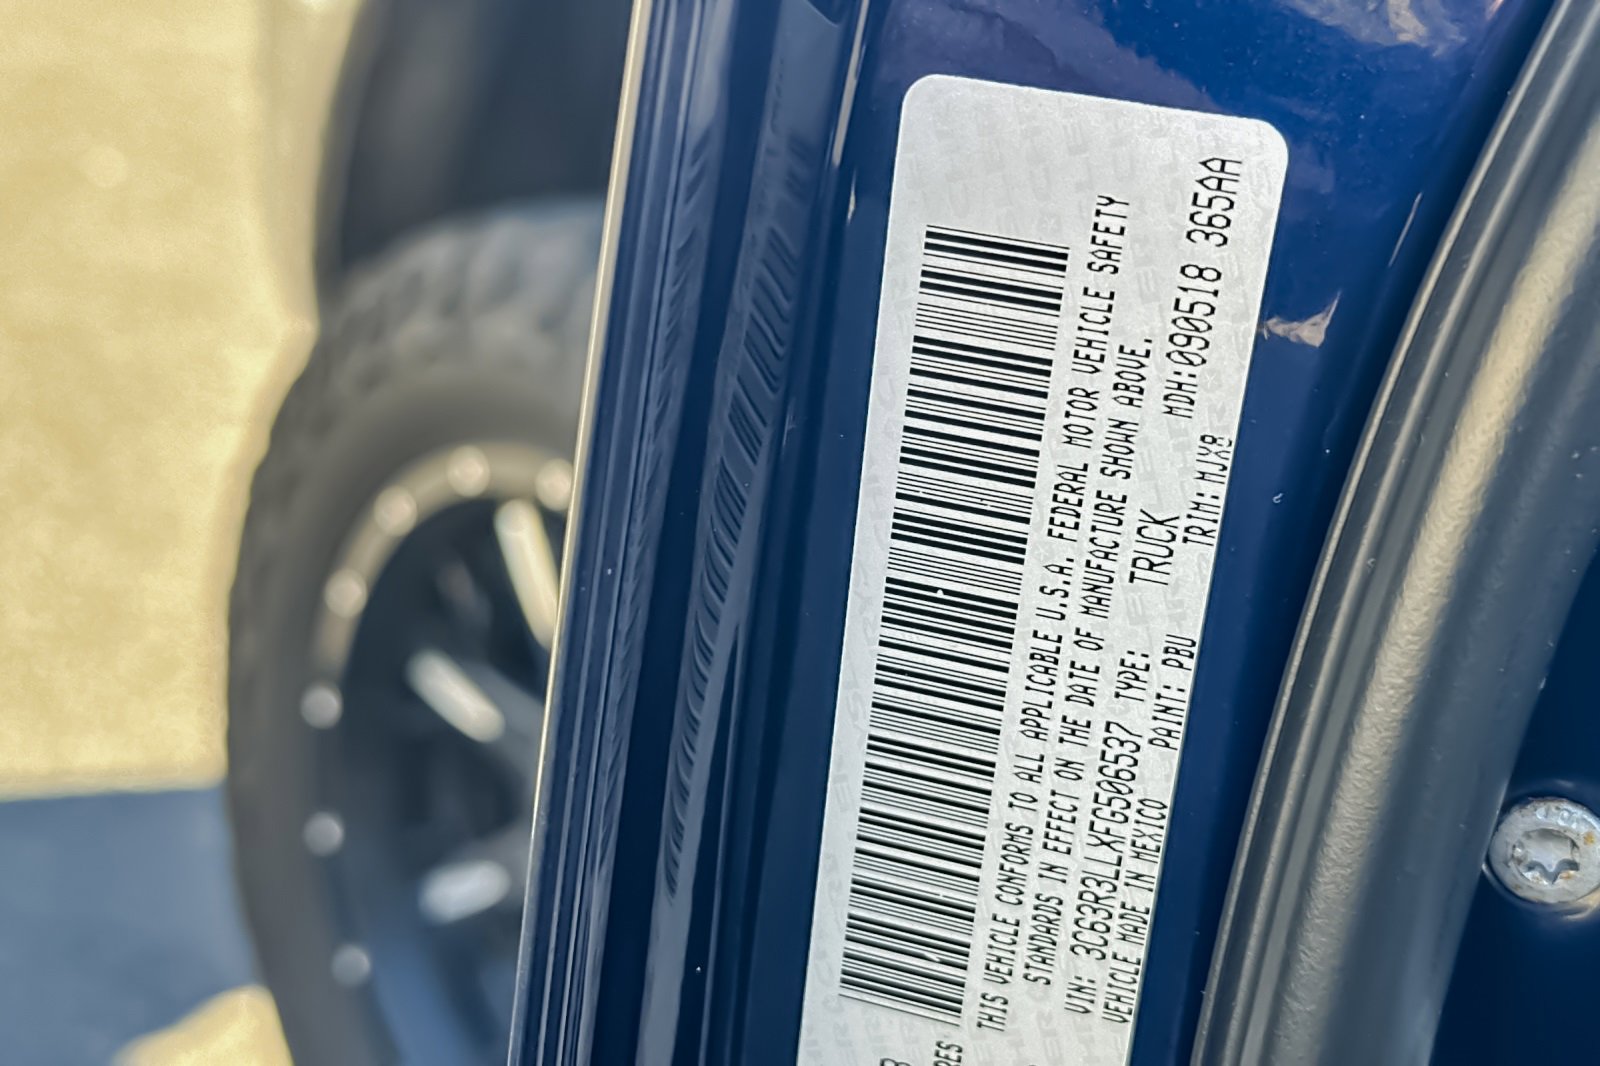 THIS VEHICLE CONFORMS TO ALL APPLICABLE U.S.A. FEDERAL MOTOR VEHICLE SAFETY
STANDARDS IN EFFECT ON THE DATE OF MANUFACTURE SHOWN ABOVE.
VIN: 3C63R3LLXFG506537 TYPE: TRUCK MDH:090518 365AA
VEHICLE MADE IN MEXICO PAINT: PBU TRIM: MJX8